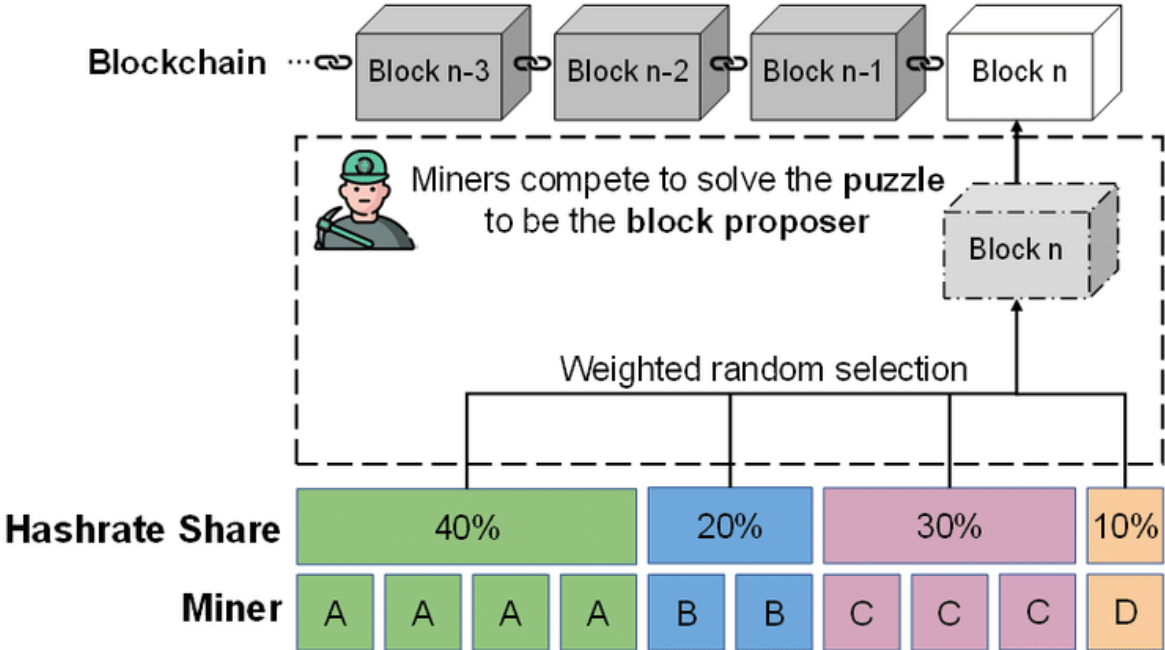 Blockchain ... Block n-3 Block n-2 Block n-1 Block n
Miners compete to solve the puzzle
to be the block proposer
Block n
Weighted random selection
Hashrate Share 40% 20% 30% 10%
Miner A A A A B B C C C D